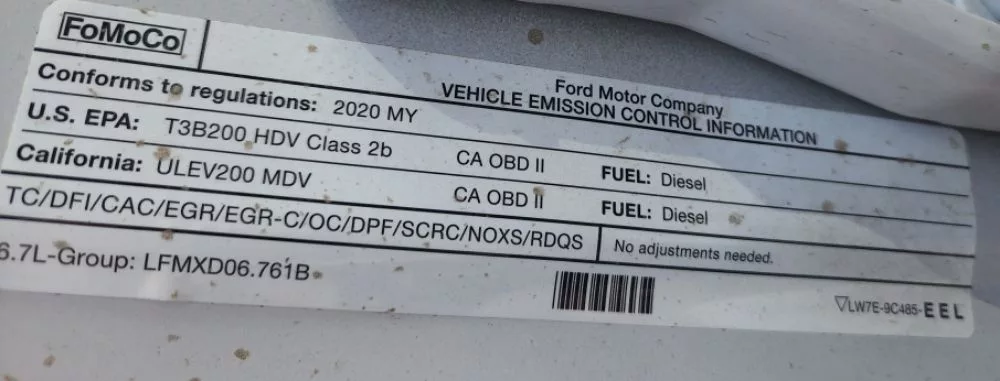 FoMoCo
Ford Motor Company
VEHICLE EMISSION CONTROL INFORMATION
Conforms to regulations: 2020 MY
U.S. EPA: T3B200 HDV Class 2b CA OBD II FUEL: Diesel
California: ULEV200 MDV CA OBD II FUEL: Diesel
TC/DFI/CAC/EGR/EGR-C/OC/DPF/SCRC/NOXS/RDQS No adjustments needed.
6.7L-Group: LFMXD06.761B
▽LW7E-9C485-EEL